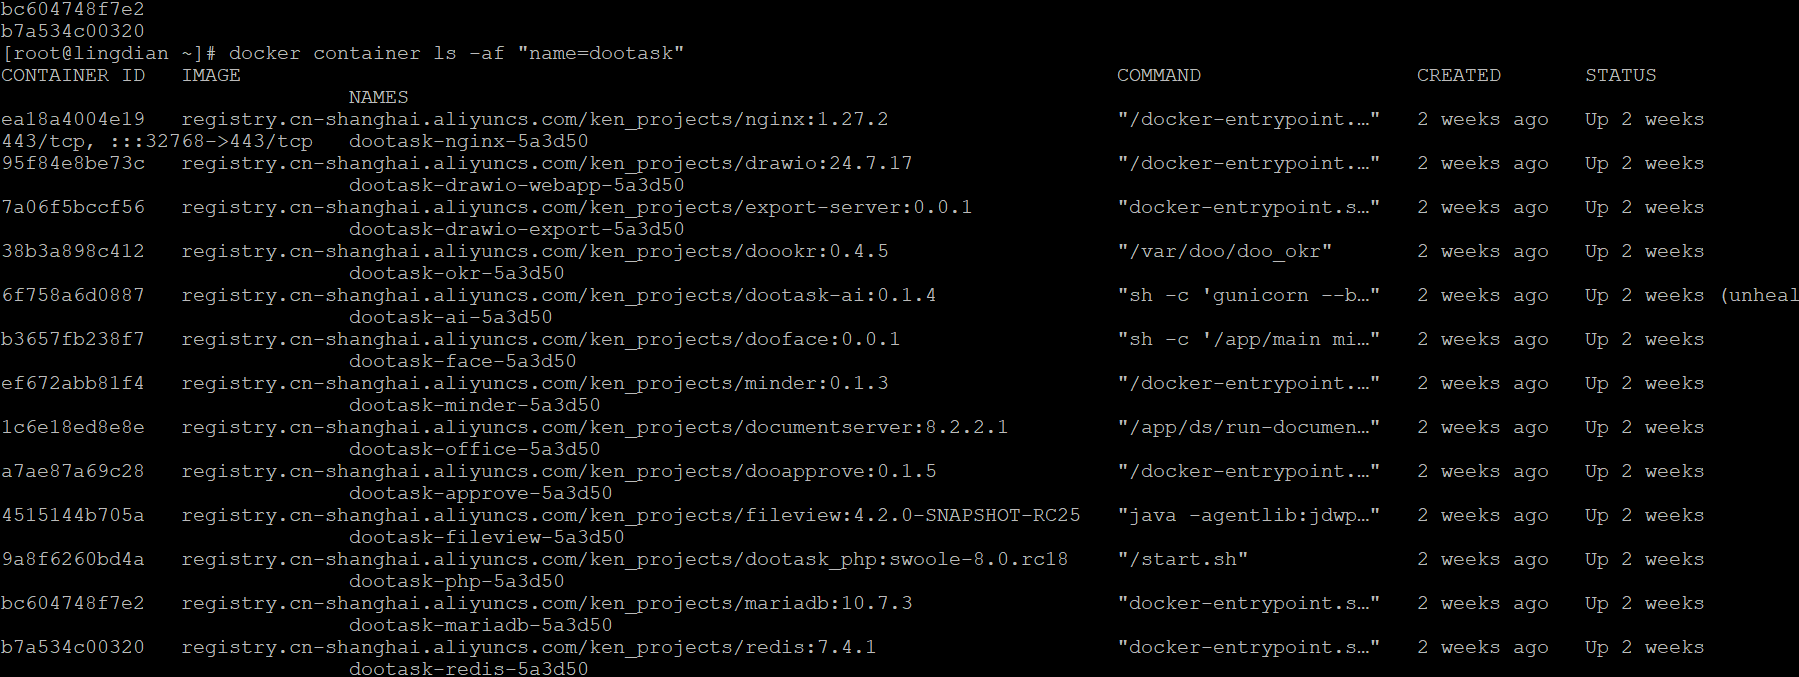 bc604748f7e2
b7a534c00320
[root@lingdian ~]# docker container ls -af "name=dootask"
CONTAINER ID   IMAGE   COMMAND   CREATED   STATUS
NAMES
ea18a4004e19   registry.cn-shanghai.aliyuncs.com/ken_projects/nginx:1.27.2   "/docker-entrypoint.…"   2 weeks ago   Up 2 weeks
443/tcp, :::32768->443/tcp   dootask-nginx-5a3d50
95f84e8be73c   registry.cn-shanghai.aliyuncs.com/ken_projects/drawio:24.7.17   "/docker-entrypoint.…"   2 weeks ago   Up 2 weeks
dootask-drawio-webapp-5a3d50
7a06f5bccf56   registry.cn-shanghai.aliyuncs.com/ken_projects/export-server:0.0.1   "docker-entrypoint.s…"   2 weeks ago   Up 2 weeks
dootask-drawio-export-5a3d50
38b3a898c412   registry.cn-shanghai.aliyuncs.com/ken_projects/doookr:0.4.5   "/var/doo/doo_okr"   2 weeks ago   Up 2 weeks
dootask-okr-5a3d50
6f758a6d0887   registry.cn-shanghai.aliyuncs.com/ken_projects/dootask-ai:0.1.4   "sh -c 'gunicorn --b…"   2 weeks ago   Up 2 weeks (unheal
dootask-ai-5a3d50
b3657fb238f7   registry.cn-shanghai.aliyuncs.com/ken_projects/dooface:0.0.1   "sh -c '/app/main mi…"   2 weeks ago   Up 2 weeks
dootask-face-5a3d50
ef672abb81f4   registry.cn-shanghai.aliyuncs.com/ken_projects/minder:0.1.3   "/docker-entrypoint.…"   2 weeks ago   Up 2 weeks
dootask-minder-5a3d50
1c6e18ed8e8e   registry.cn-shanghai.aliyuncs.com/ken_projects/documentserver:8.2.2.1   "/app/ds/run-documen…"   2 weeks ago   Up 2 weeks
dootask-office-5a3d50
a7ae87a69c28   registry.cn-shanghai.aliyuncs.com/ken_projects/dooapprove:0.1.5   "/docker-entrypoint.…"   2 weeks ago   Up 2 weeks
dootask-approve-5a3d50
4515144b705a   registry.cn-shanghai.aliyuncs.com/ken_projects/fileview:4.2.0-SNAPSHOT-RC25   "java -agentlib:jdwp…"   2 weeks ago   Up 2 weeks
dootask-fileview-5a3d50
9a8f6260bd4a   registry.cn-shanghai.aliyuncs.com/ken_projects/dootask_php:swoole-8.0.rc18   "/start.sh"   2 weeks ago   Up 2 weeks
dootask-php-5a3d50
bc604748f7e2   registry.cn-shanghai.aliyuncs.com/ken_projects/mariadb:10.7.3   "docker-entrypoint.s…"   2 weeks ago   Up 2 weeks
dootask-mariadb-5a3d50
b7a534c00320   registry.cn-shanghai.aliyuncs.com/ken_projects/redis:7.4.1   "docker-entrypoint.s…"   2 weeks ago   Up 2 weeks
dootask-redis-5a3d50